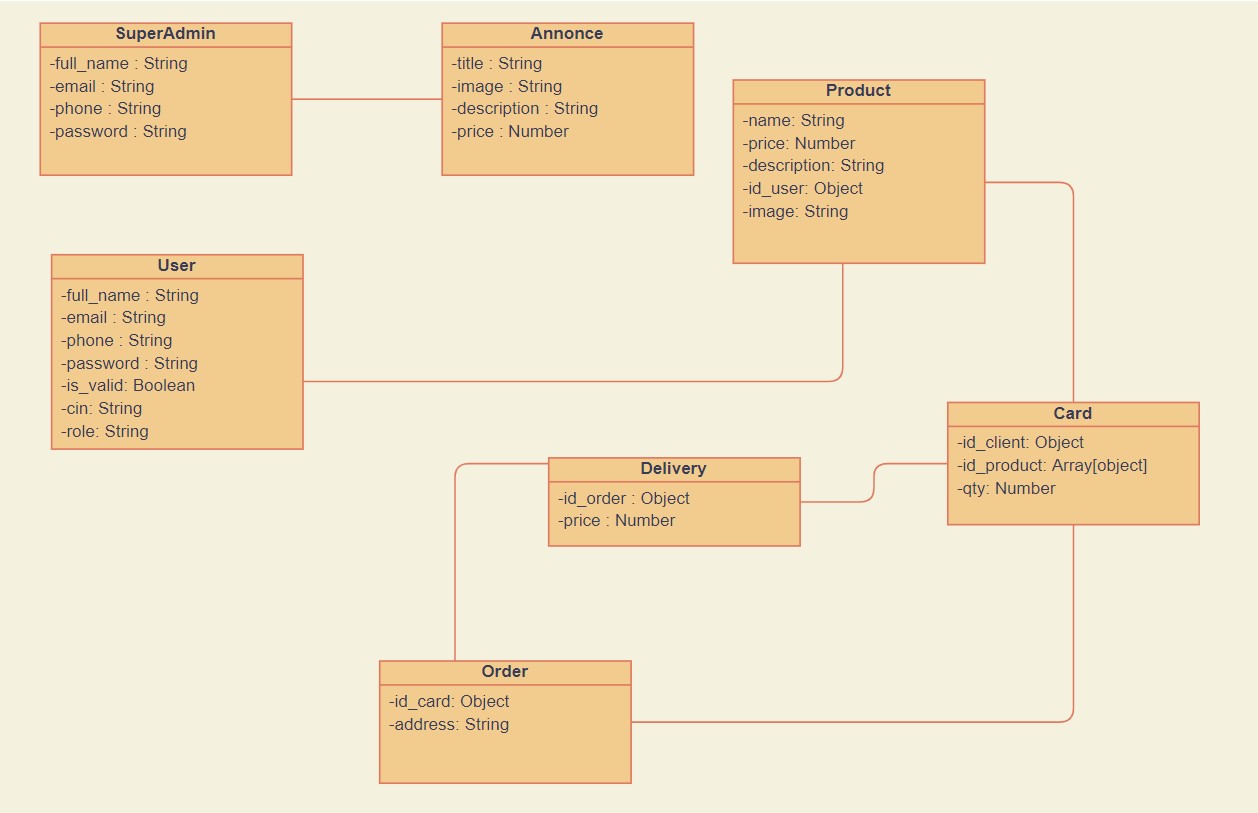 SuperAdmin
-full_name : String
-email : String
-phone : String
-password : String
Annonce
-title : String
-image : String
-description : String
-price : Number
Product
-name: String
-price: Number
-description: String
-id_user: Object
-image: String
User
-full_name : String
-email : String
-phone : String
-password : String
-is_valid: Boolean
-cin: String
-role: String
Card
-id_client: Object
-id_product: Array[object]
-qty: Number
Delivery
-id_order : Object
-price : Number
Order
-id_card: Object
-address: String